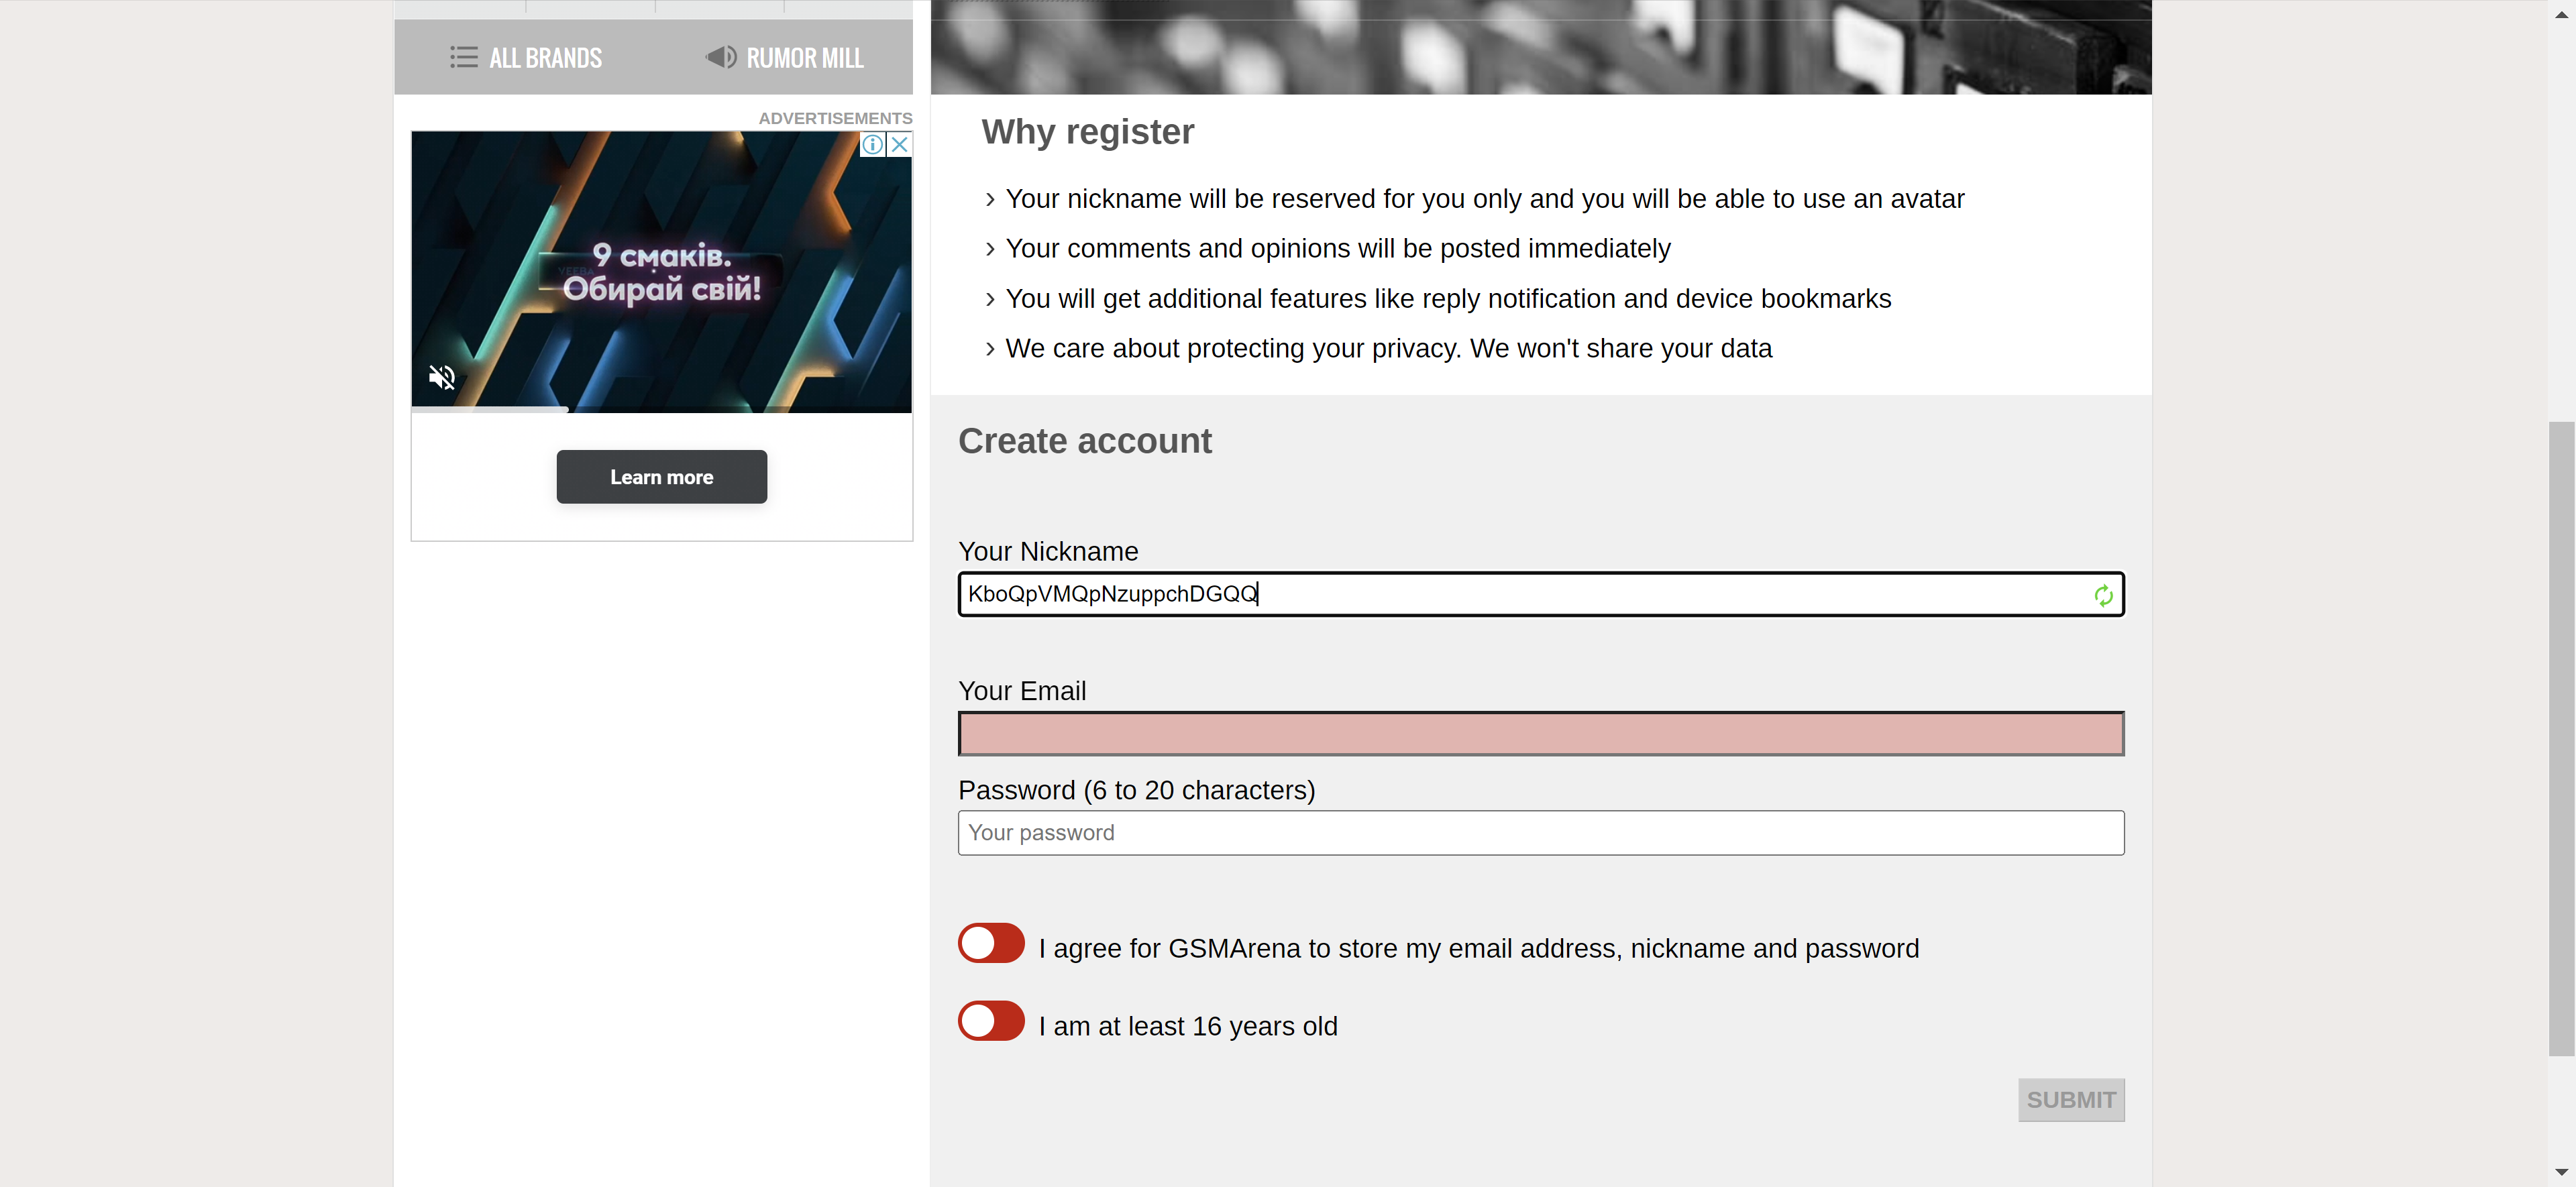 ALL BRANDS
RUMOR MILL
ADVERTISEMENTS
9 смаків.
Обирай свій!
Learn more
Why register
Your nickname will be reserved for you only and you will be able to use an avatar
Your comments and opinions will be posted immediately
You will get additional features like reply notification and device bookmarks
We care about protecting your privacy. We won't share your data
Create account
Your Nickname
KboQpVMQpNzuppchDGQQ
Your Email
Password (6 to 20 characters)
Your password
I agree for GSMArena to store my email address, nickname and password
I am at least 16 years old
SUBMIT